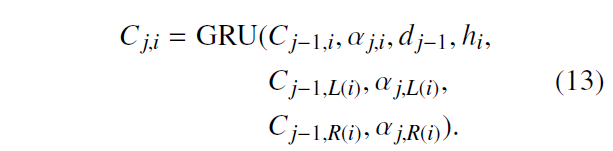 C_{j,i} = GRU(C_{j−1,i}, α_{j,i}, d_{j−1}, h_i,
C_{j−1,L(i)}, α_{j,L(i)}, (13)
C_{j−1,R(i)}, α_{j,R(i)}).